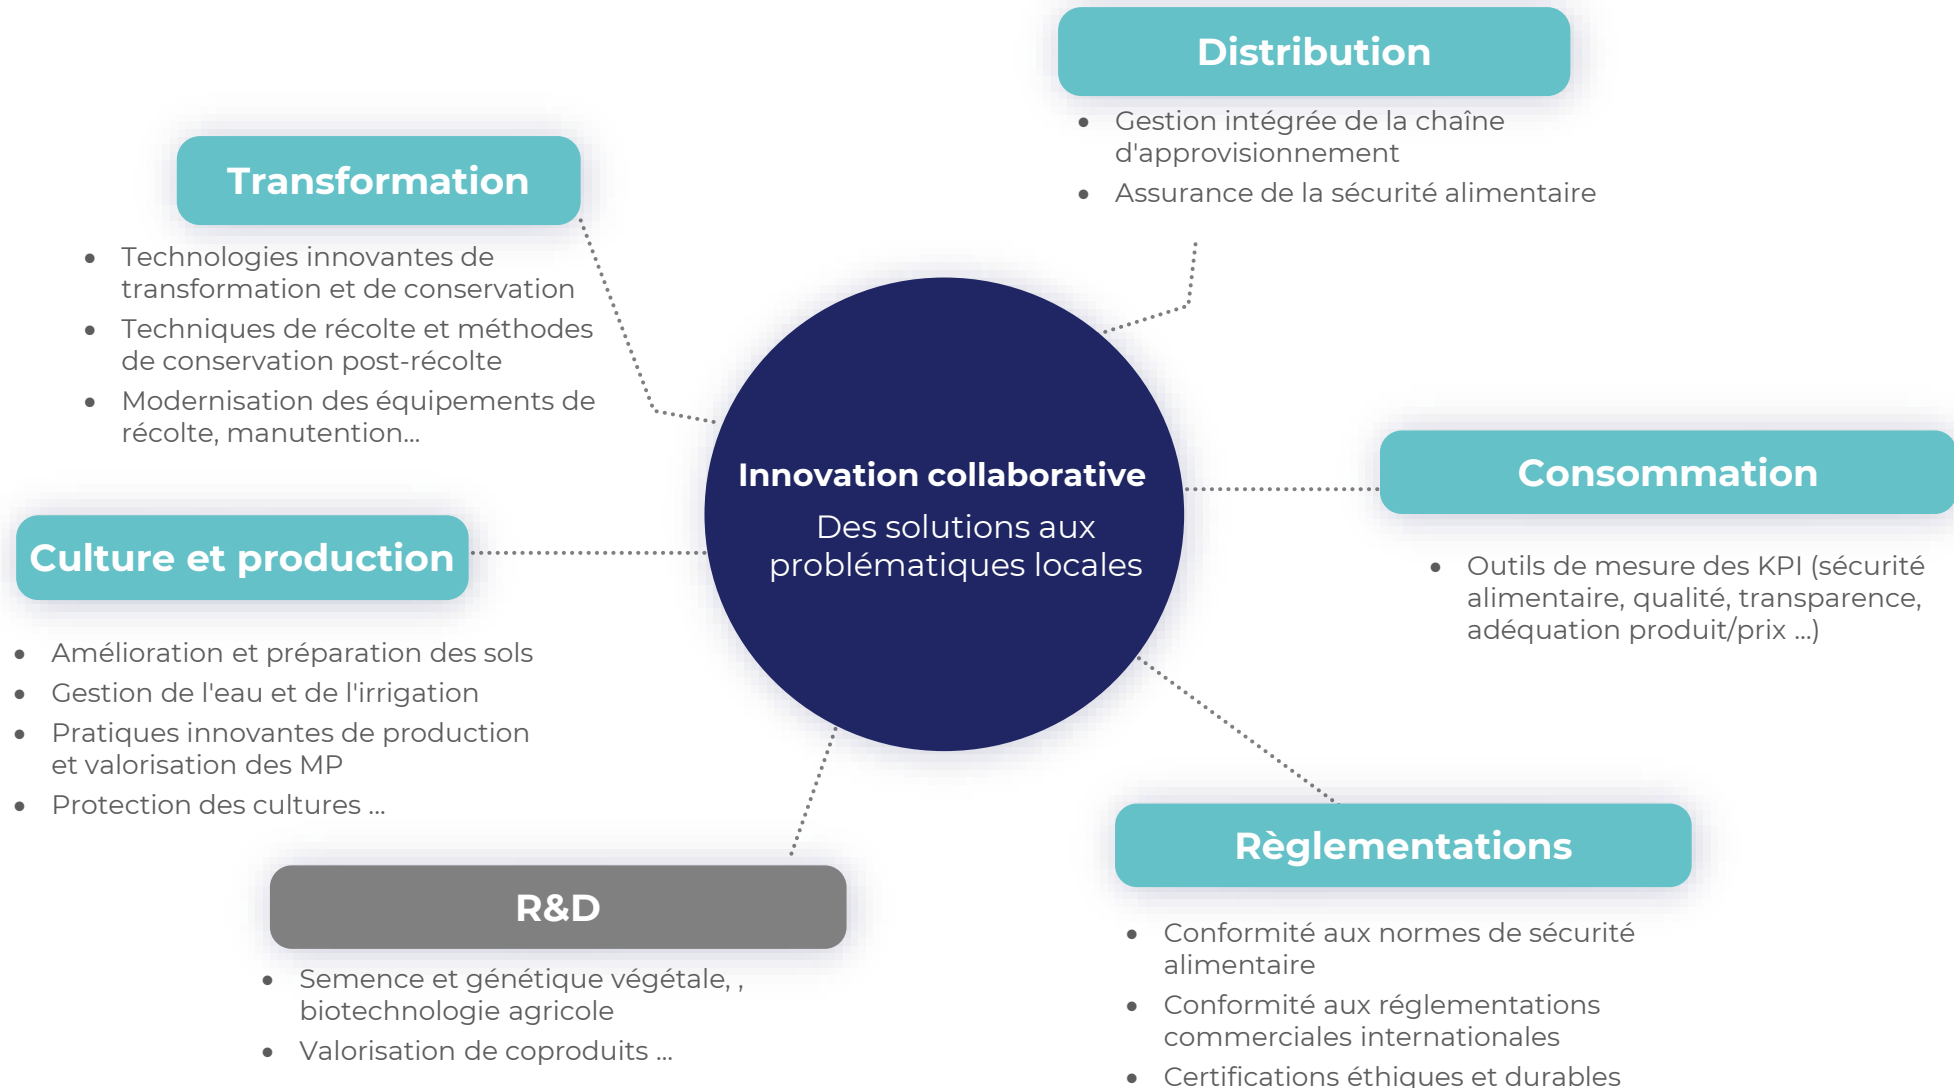 Distribution
• Gestion intégrée de la chaîne
d'approvisionnement
• Assurance de la sécurité alimentaire
Transformation
• Technologies innovantes de
transformation et de conservation
• Techniques de récolte et méthodes
de conservation post-récolte
• Modernisation des équipements de
récolte, manutention...
Innovation collaborative
Des solutions aux
problématiques locales
Consommation
• Outils de mesure des KPI (sécurité
alimentaire, qualité, transparence,
adéquation produit/prix ...)
Culture et production
• Amélioration et préparation des sols
• Gestion de l'eau et de l'irrigation
• Pratiques innovantes de production
et valorisation des MP
• Protection des cultures ...
R&D
• Semence et génétique végétale, ,
biotechnologie agricole
• Valorisation de coproduits ...
Règlementations
• Conformité aux normes de sécurité
alimentaire
• Conformité aux réglementations
commerciales internationales
• Certifications éthiques et durables